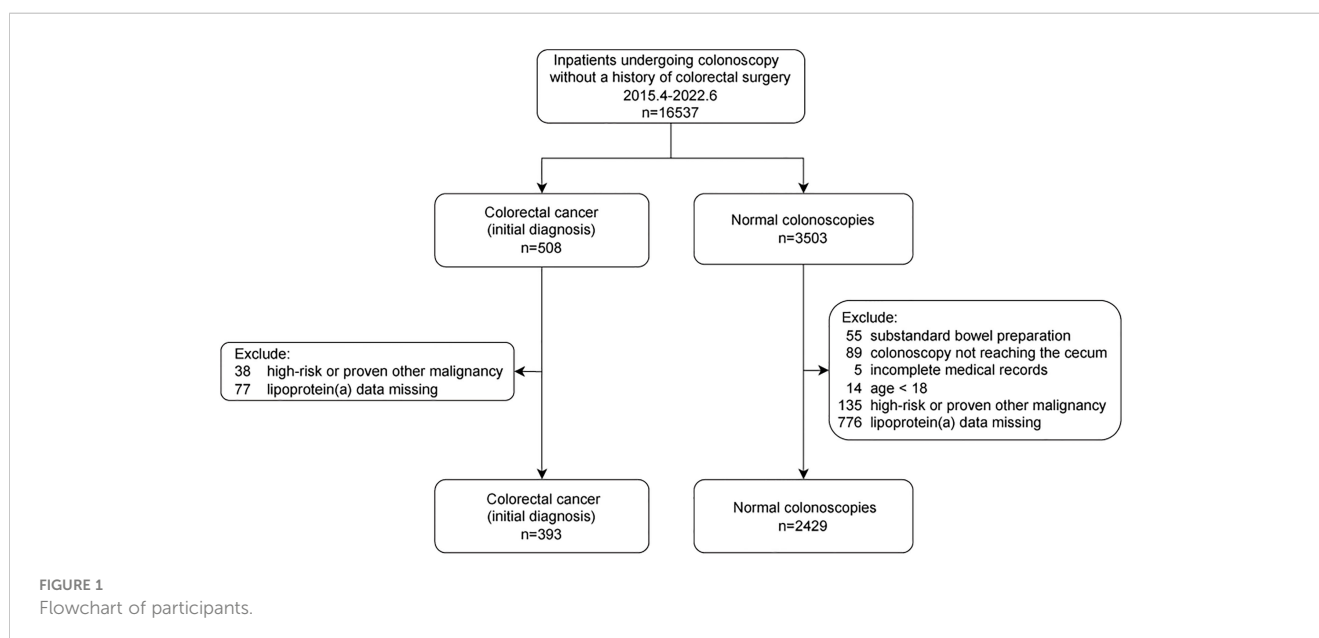 Inpatients undergoing colonoscopy
without a history of colorectal surgery
2015.4-2022.6
n=16537
Colorectal cancer
(initial diagnosis)
n=508
Normal colonoscopies
n=3503
Exclude:
38 high-risk or proven other malignancy
77 lipoprotein(a) data missing
Exclude:
55 substandard bowel preparation
89 colonoscopy not reaching the cecum
5 incomplete medical records
14 age < 18
135 high-risk or proven other malignancy
776 lipoprotein(a) data missing
Colorectal cancer
(initial diagnosis)
n=393
Normal colonoscopies
n=2429
FIGURE 1
Flowchart of participants.